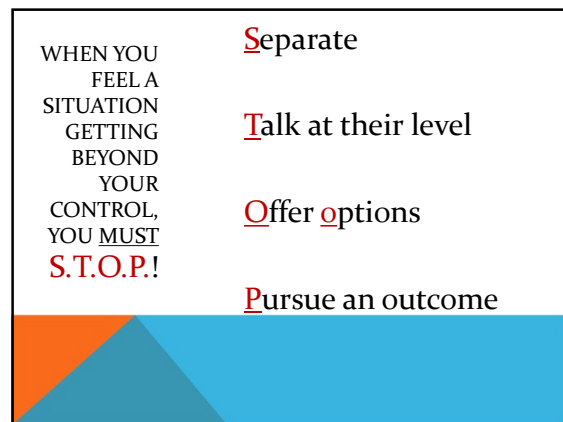 WHEN YOU
FEEL A
SITUATION
GETTING
BEYOND
YOUR
CONTROL,
YOU MUST
S.T.O.P.!
Separate
Talk at their level
Offer options
Pursue an outcome